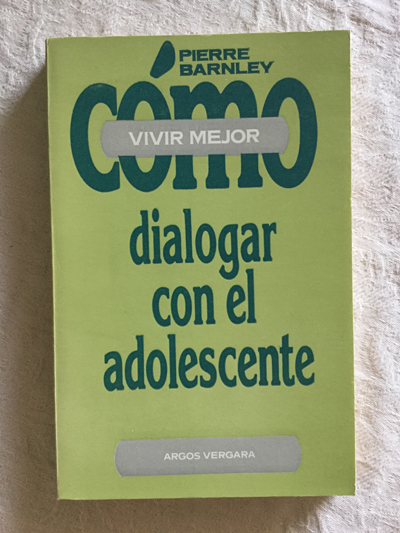 PIERRE
BARNLEY
cómo
VIVIR MEJOR
dialogar
con el
adolescente
ARGOS VERGARA